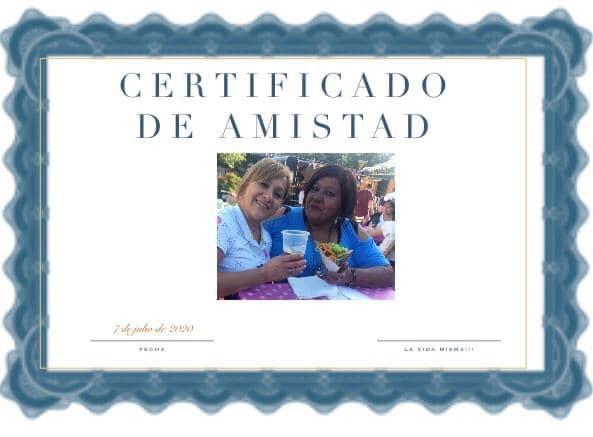 CERTIFICADO
DE AMISTAD
7 de julio de 2020
FECHA
LA VIDA MISMA!!!